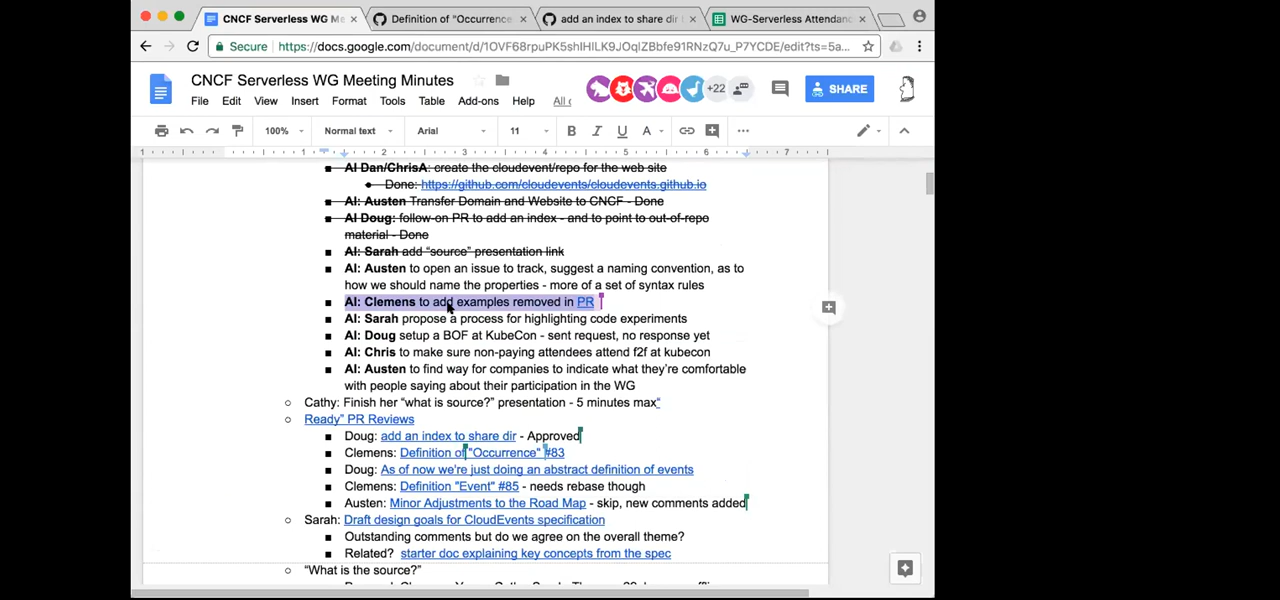 CNCF Serverless WG Me
Definition of "Occurrence
add an index to share dir
WG-Serverless Attendanc
Secure
https://docs.google.com/document/d/1OVF68rpuPK5shIHILK9JOqlZBbfe91RNzQ7u_P7YCDE/edit?ts=5a...
CNCF Serverless WG Meeting Minutes
+22
SHARE
File Edit View Insert Format Tools Table Add-ons Help All c
100% Normal text Arial 11 B I U A
1 1 2 3 4 5 6 7
AI Dan/ChrisA: create the cloudevent/repo for the web site
Done: https://github.com/cloudevents/cloudevents.github.io
AI: Austen Transfer Domain and Website to CNCF - Done
AI Doug: follow-on PR to add an index - and to point to out-of-repo
material - Done
AI: Sarah add "source" presentation link
AI: Austen to open an issue to track, suggest a naming convention, as to
how we should name the properties - more of a set of syntax rules
AI: Clemens to add examples removed in PR
AI: Sarah propose a process for highlighting code experiments
AI: Doug setup a BOF at KubeCon - sent request, no response yet
AI: Chris to make sure non-paying attendees attend f2f at kubecon
AI: Austen to find way for companies to indicate what they're comfortable
with people saying about their participation in the WG
Cathy: Finish her "what is source?" presentation - 5 minutes max"
Ready" PR Reviews
Doug: add an index to share dir - Approved
Clemens: Definition of "Occurrence" #83
Doug: As of now we're just doing an abstract definition of events
Clemens: Definition "Event" #85 - needs rebase though
Austen: Minor Adjustments to the Road Map - skip, new comments added
Sarah: Draft design goals for CloudEvents specification
Outstanding comments but do we agree on the overall theme?
Related? starter doc explaining key concepts from the spec
"What is the source?"